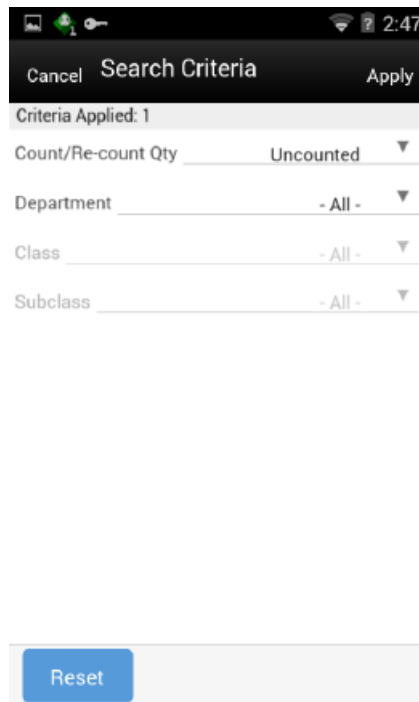 1 ? 2:47
Cancel Search Criteria Apply
Criteria Applied: 1
Count/Re-count Qty Uncounted
Department - All -
Class - All -
Subclass - All -
Reset